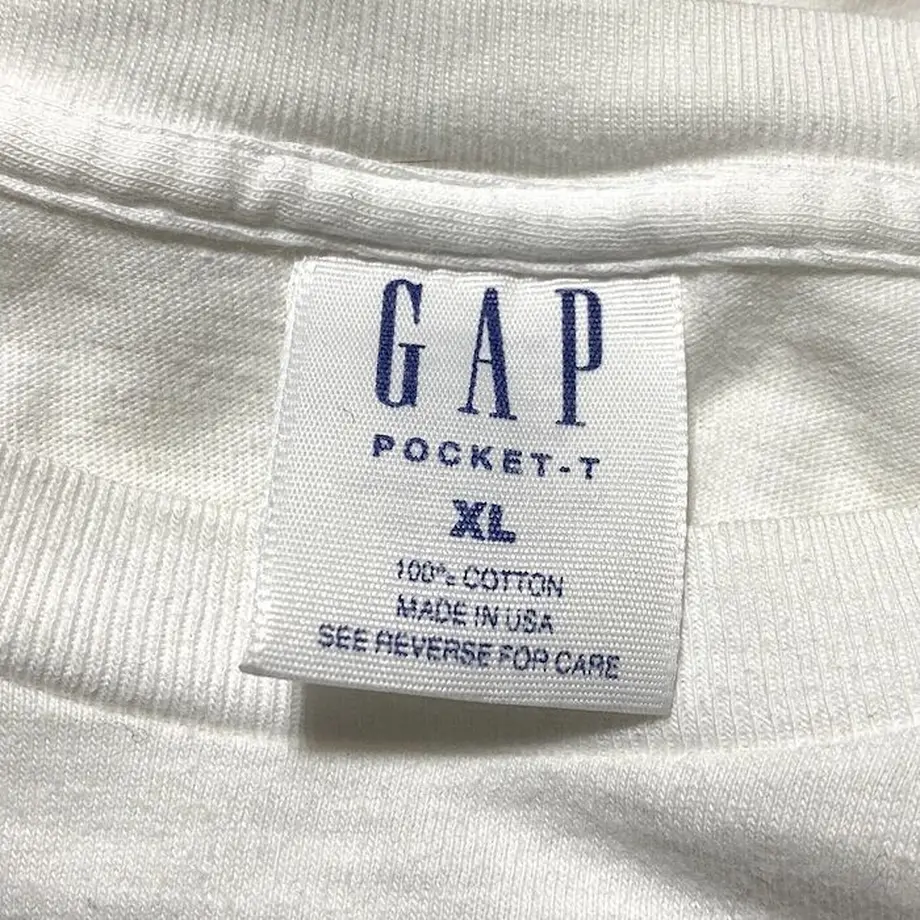 GAP
POCKET-T
XL
100% COTTON
MADE IN USA
SEE REVERSE FOR CARE